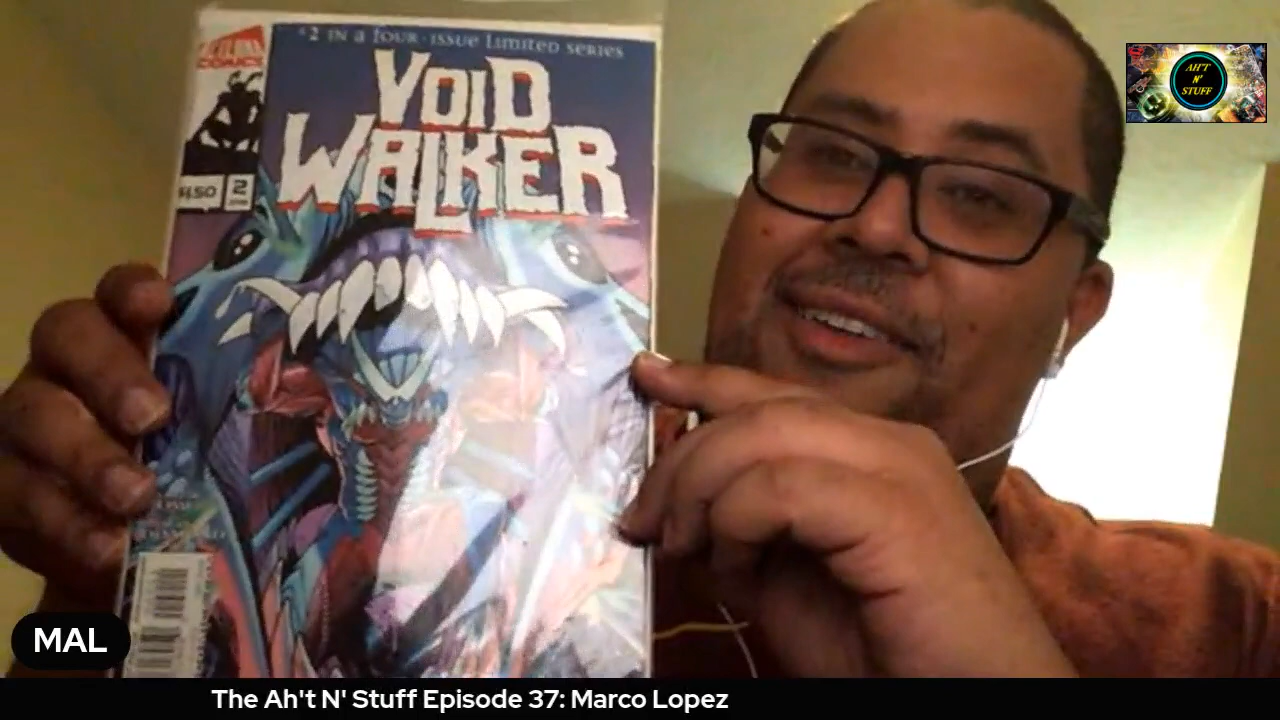 #2 IN A FOUR-ISSUE LIMITED SERIES
VOID
WALKER
COMICS
$4.50
2
AH'T
N'
STUFF
MAL
The Ah't N' Stuff Episode 37: Marco Lopez